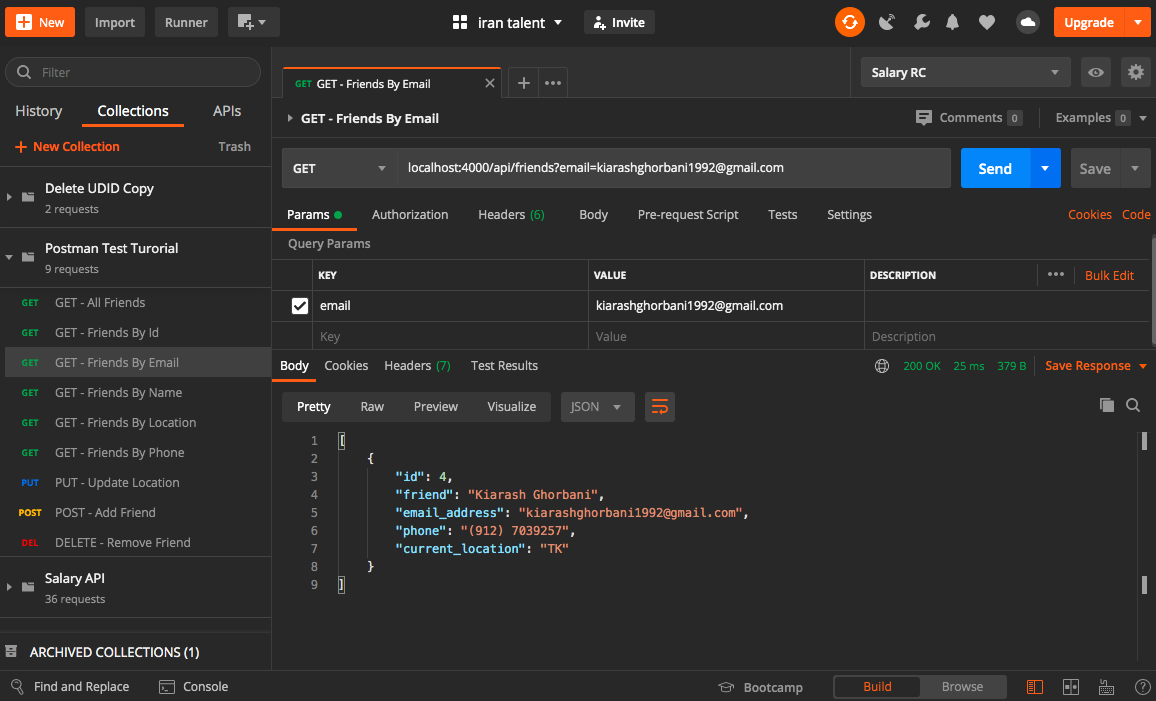 New Import Runner iran talent Invite Upgrade
Filter
History Collections APIs
+ New Collection Trash
Delete UDID Copy
2 requests
Postman Test Turorial
9 requests
GET GET - All Friends
GET GET - Friends By Id
GET GET - Friends By Email
GET GET - Friends By Name
GET GET - Friends By Location
GET GET - Friends By Phone
PUT PUT - Update Location
POST POST - Add Friend
DEL DELETE - Remove Friend
Salary API
36 requests
ARCHIVED COLLECTIONS (1)
GET GET - Friends By Email Salary RC
GET - Friends By Email Comments 0 Examples 0
GET localhost:4000/api/friends?email=kiarashghorbani1992@gmail.com Send Save
Params Authorization Headers (6) Body Pre-request Script Tests Settings Cookies Code
Query Params
KEY VALUE DESCRIPTION ••• Bulk Edit
email kiarashghorbani1992@gmail.com
Key Value Description
Body Cookies Headers (7) Test Results 200 OK 25 ms 379 B Save Response
Pretty Raw Preview Visualize JSON
1 [
2 {
3 "id": 4,
4 "friend": "Kiarash Ghorbani",
5 "email_address": "kiarashghorbani1992@gmail.com",
6 "phone": "(912) 7039257",
7 "current_location": "TK"
8 }
9 ]
Find and Replace Console Bootcamp Build Browse